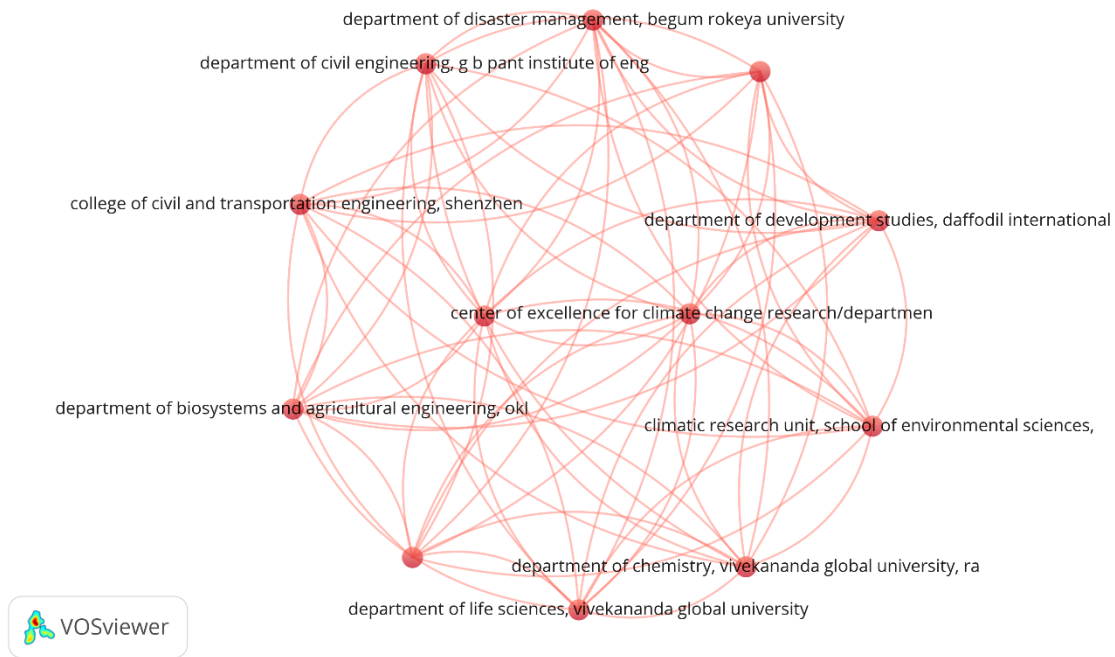 department of disaster management, begum rokeya university
department of civil engineering, g b pant institute of eng
college of civil and transportation engineering, shenzhen
department of development studies, daffodil international
center of excellence for climate change research/departmen
department of biosystems and agricultural engineering, okl
climatic research unit, school of environmental sciences,
department of chemistry, vivekananda global university, ra
department of life sciences, vivekananda global university
VOSviewer